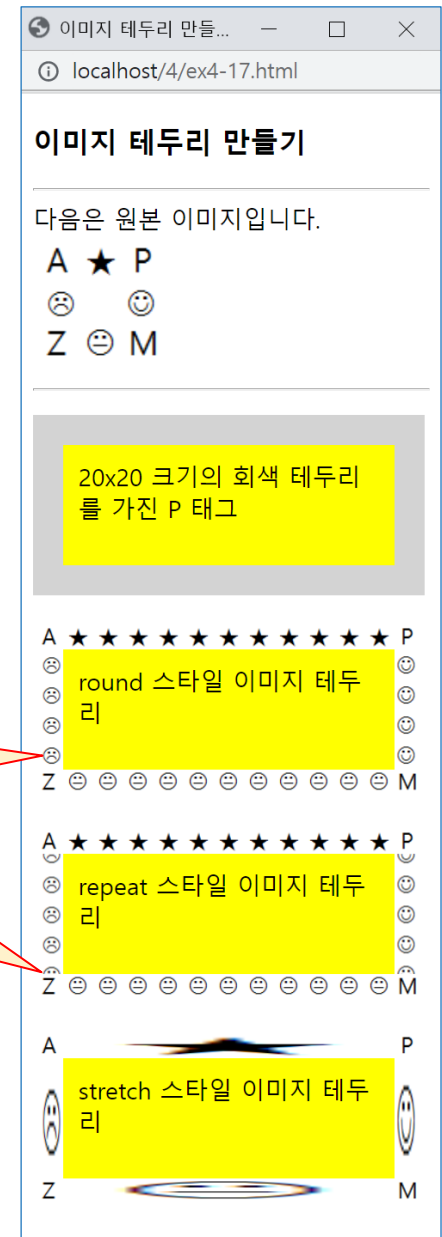 이미지 테두리 만들...
localhost/4/ex4-17.html
이미지 테두리 만들기
다음은 원본 이미지입니다.
A ★ P
☹ ☺
Z 😐 M
20x20 크기의 회색 테두리
를 가진 P 태그
A ★ ★ ★ ★ ★ ★ ★ ★ ★ ★ ★ P
round 스타일 이미지 테두
리
Z 😐 😐 😐 😐 😐 😐 😐 😐 😐 😐 😐 M
A ★ ★ ★ ★ ★ ★ ★ ★ ★ ★ ★ P
repeat 스타일 이미지 테두
리
Z 😐 😐 😐 😐 😐 😐 😐 😐 😐 😐 😐 M
A P
stretch 스타일 이미지 테두
리
Z M